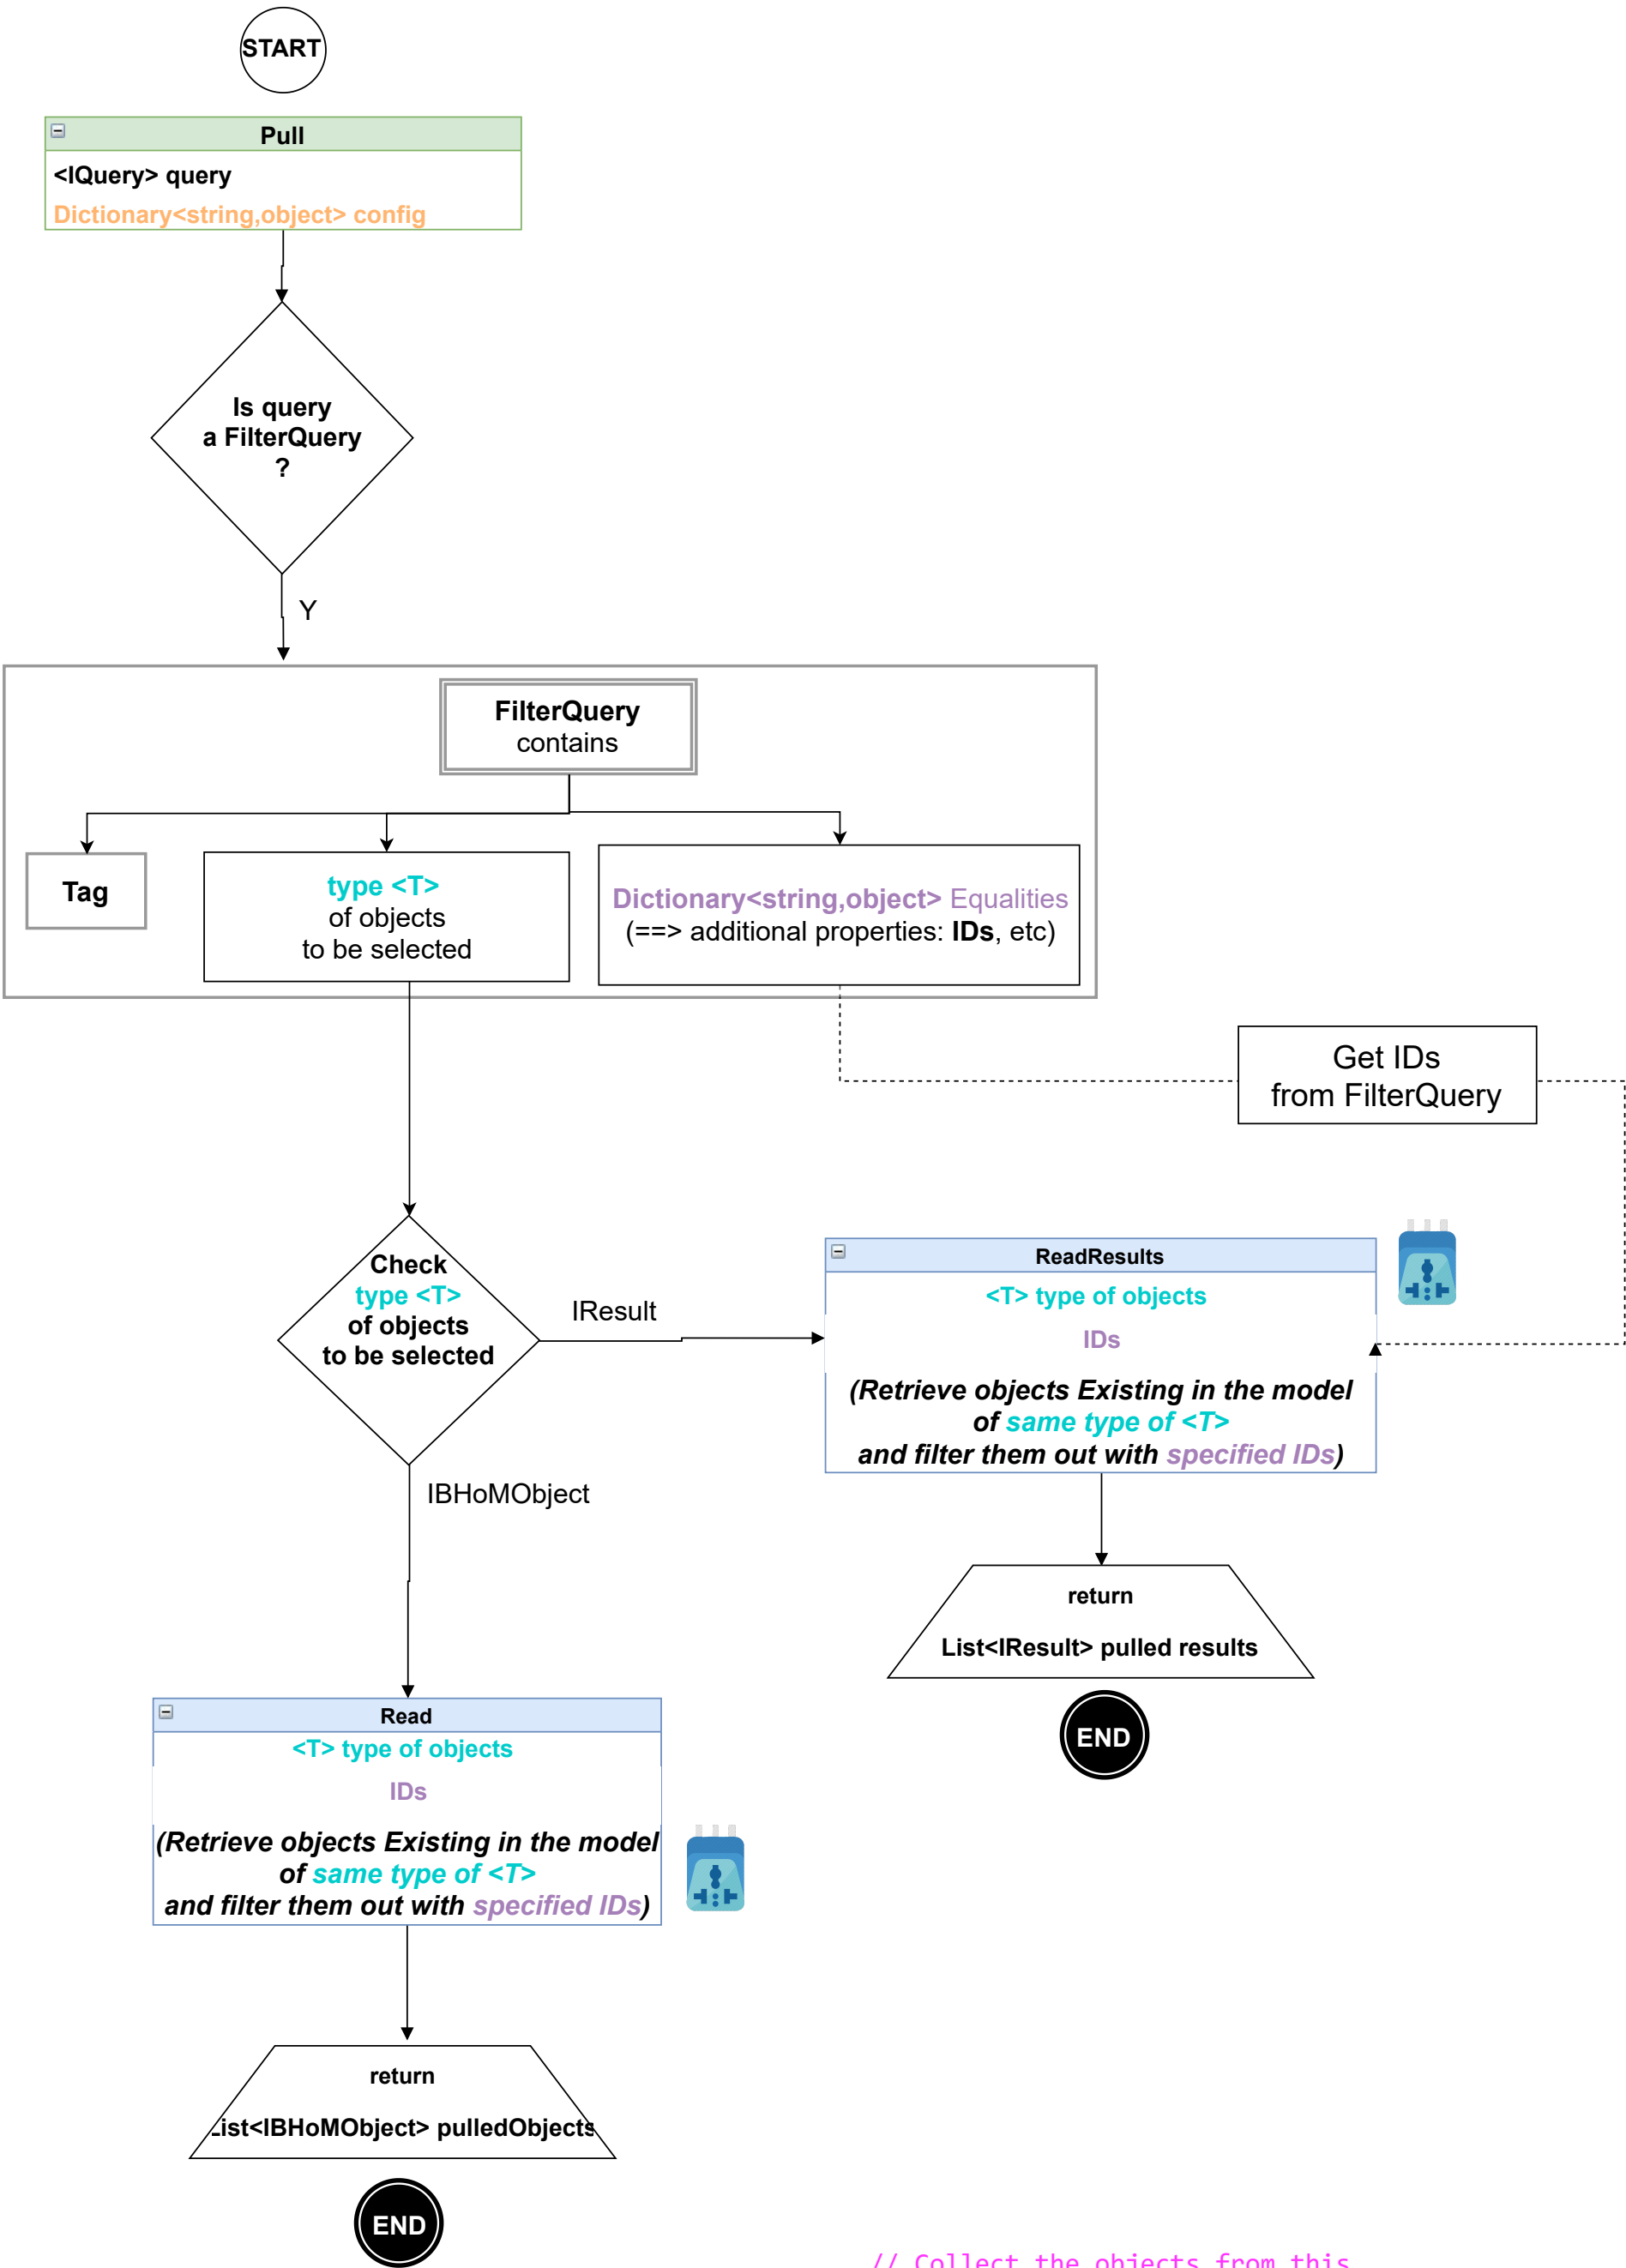 START
Pull
<IQuery> query
Dictionary<string,object> config
Is query
a FilterQuery
?
Y
FilterQuery
contains
Tag
type <T>
of objects
to be selected
Dictionary<string,object> Equalities
(==> additional properties: IDs, etc)
Get IDs
from FilterQuery
Check
type <T>
of objects
to be selected
IResult
IBHoMObject
ReadResults
<T> type of objects
IDs
(Retrieve objects Existing in the model
of same type of <T>
and filter them out with specified IDs)
return
List<IResult> pulled results
END
Read
<T> type of objects
IDs
(Retrieve objects Existing in the model
of same type of <T>
and filter them out with specified IDs)
return
List<IBHoMObject> pulledObjects
END
// Collect the objects from this